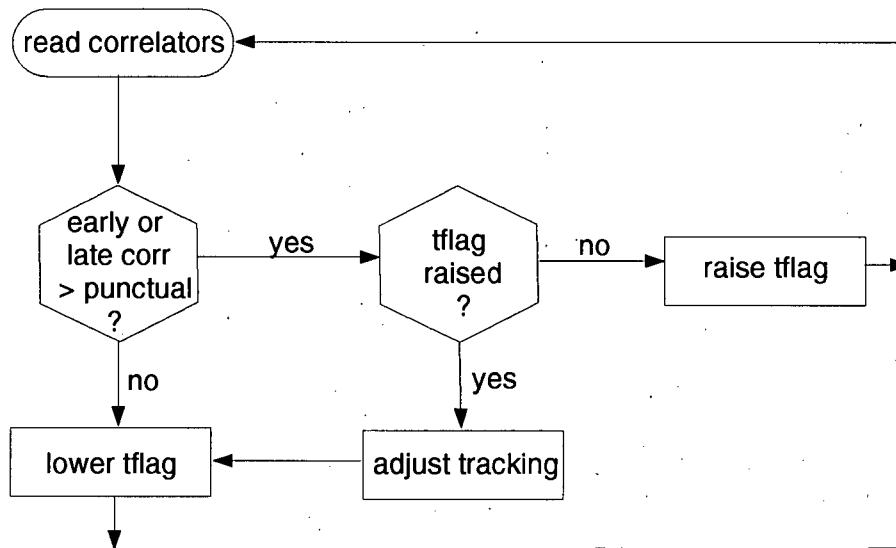 read correlators
early or
late corr
> punctual
?
yes
tflag
raised
?
no
raise tflag
no
yes
lower tflag
adjust tracking